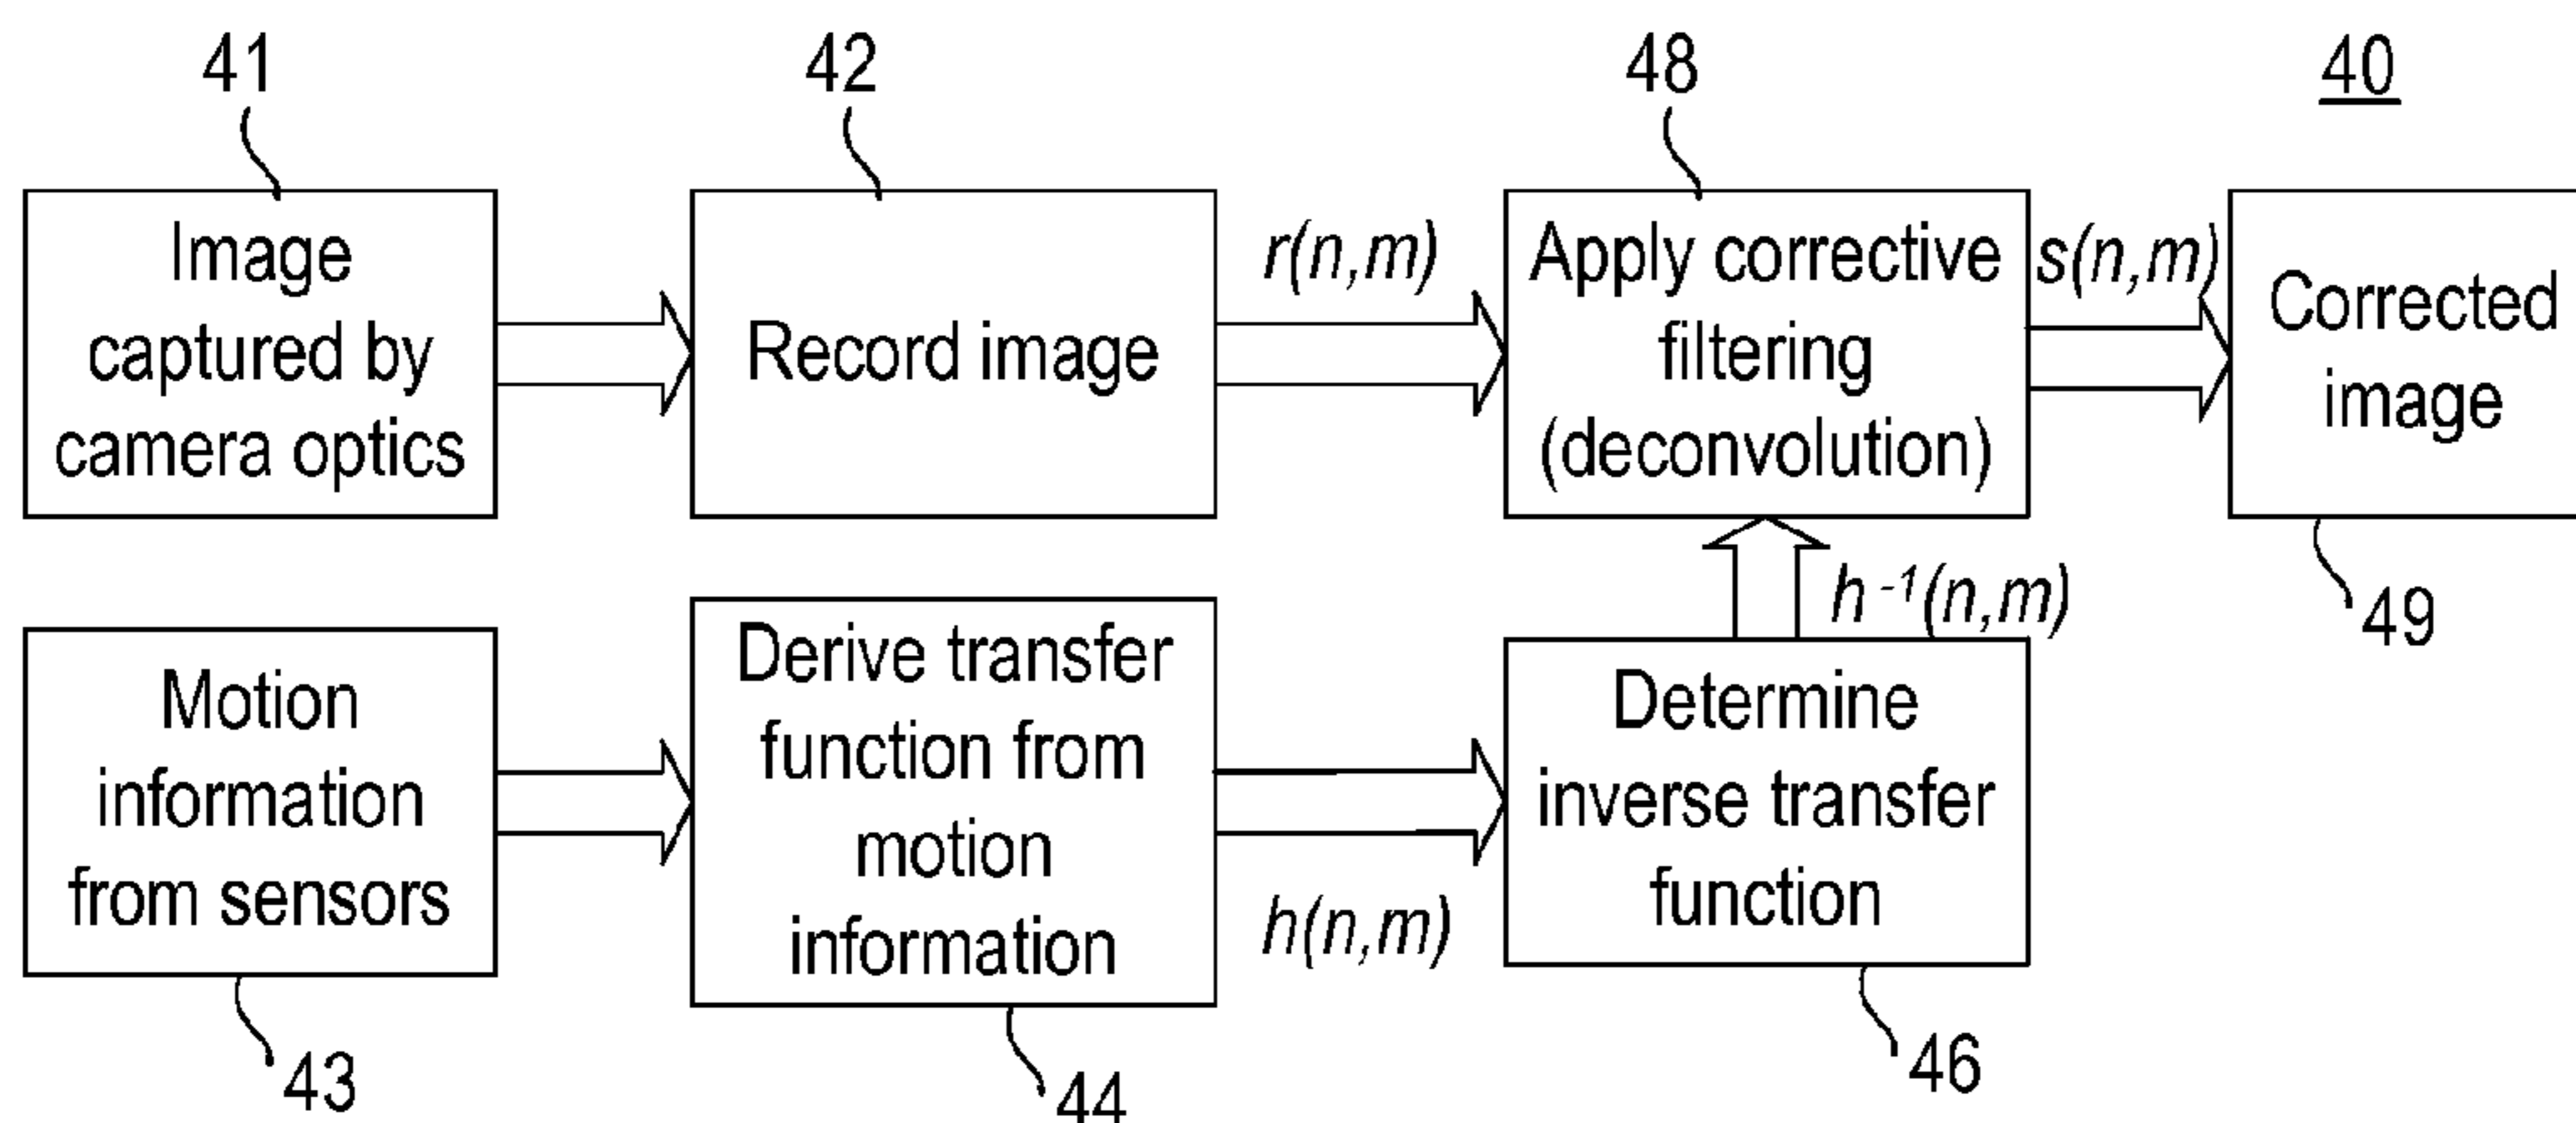 41
42
48
40
Image
captured by
camera optics
Record image
r(n,m)
Apply corrective
filtering
(deconvolution)
s(n,m)
Corrected
image
49
Motion
information
from sensors
43
Derive transfer
function from
motion
information
44
h(n,m)
h⁻¹(n,m)
Determine
inverse transfer
function
46